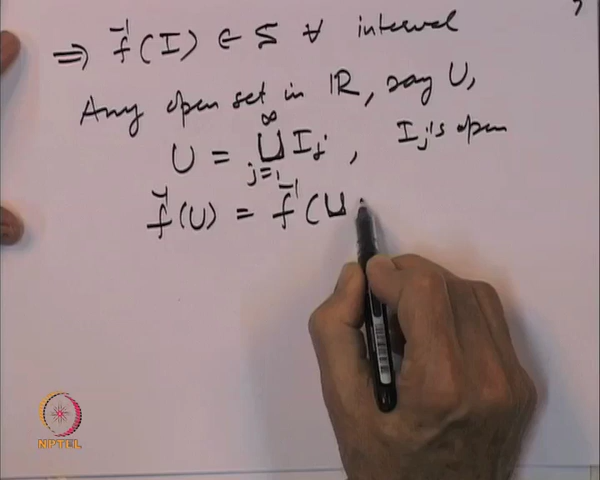 ⇒ f⁻¹(I) ∈ S ∀ interval
Any open set in ℝ, say U,
U = ⊔_{j=1}^{∞} I_j , I_j's open
f⁻¹(U) = f⁻¹(⊔
NPTEL